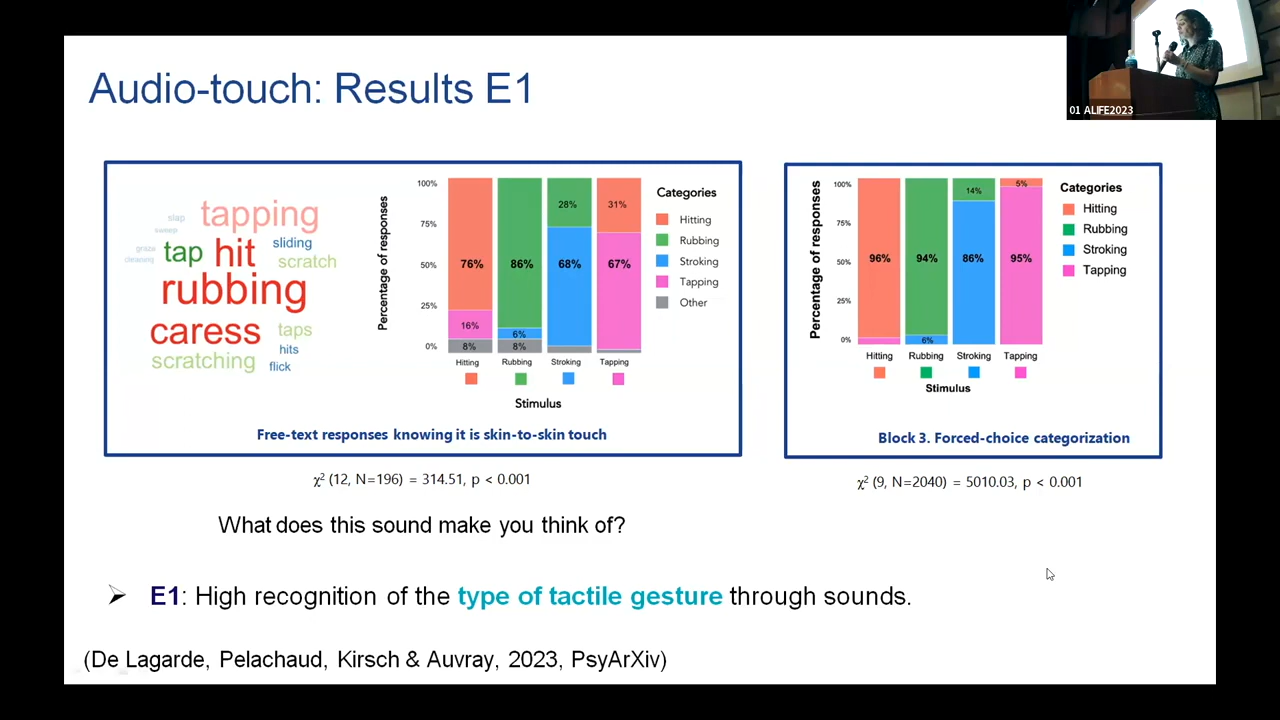 01 ALIFE2023
Audio-touch: Results E1
slap
tapping
sweep
graze
cleaning
tap
hit
sliding
scratch
rubbing
caress
taps
scratching
hits
flick
Percentage of responses
100%
75%
50%
25%
0%
76%
16%
8%
86%
6%
8%
28%
68%
31%
67%
Hitting
Rubbing
Stroking
Tapping
Stimulus
Categories
Hitting
Rubbing
Stroking
Tapping
Other
Free-text responses knowing it is skin-to-skin touch
Percentage of responses
100%
75%
50%
25%
0%
96%
94%
6%
14%
86%
5%
95%
Hitting
Rubbing
Stroking
Tapping
Stimulus
Categories
Hitting
Rubbing
Stroking
Tapping
Block 3. Forced-choice categorization
χ² (12, N=196) = 314.51, p < 0.001
χ² (9, N=2040) = 5010.03, p < 0.001
What does this sound make you think of?
➢ E1: High recognition of the type of tactile gesture through sounds.
(De Lagarde, Pelachaud, Kirsch & Auvray, 2023, PsyArXiv)